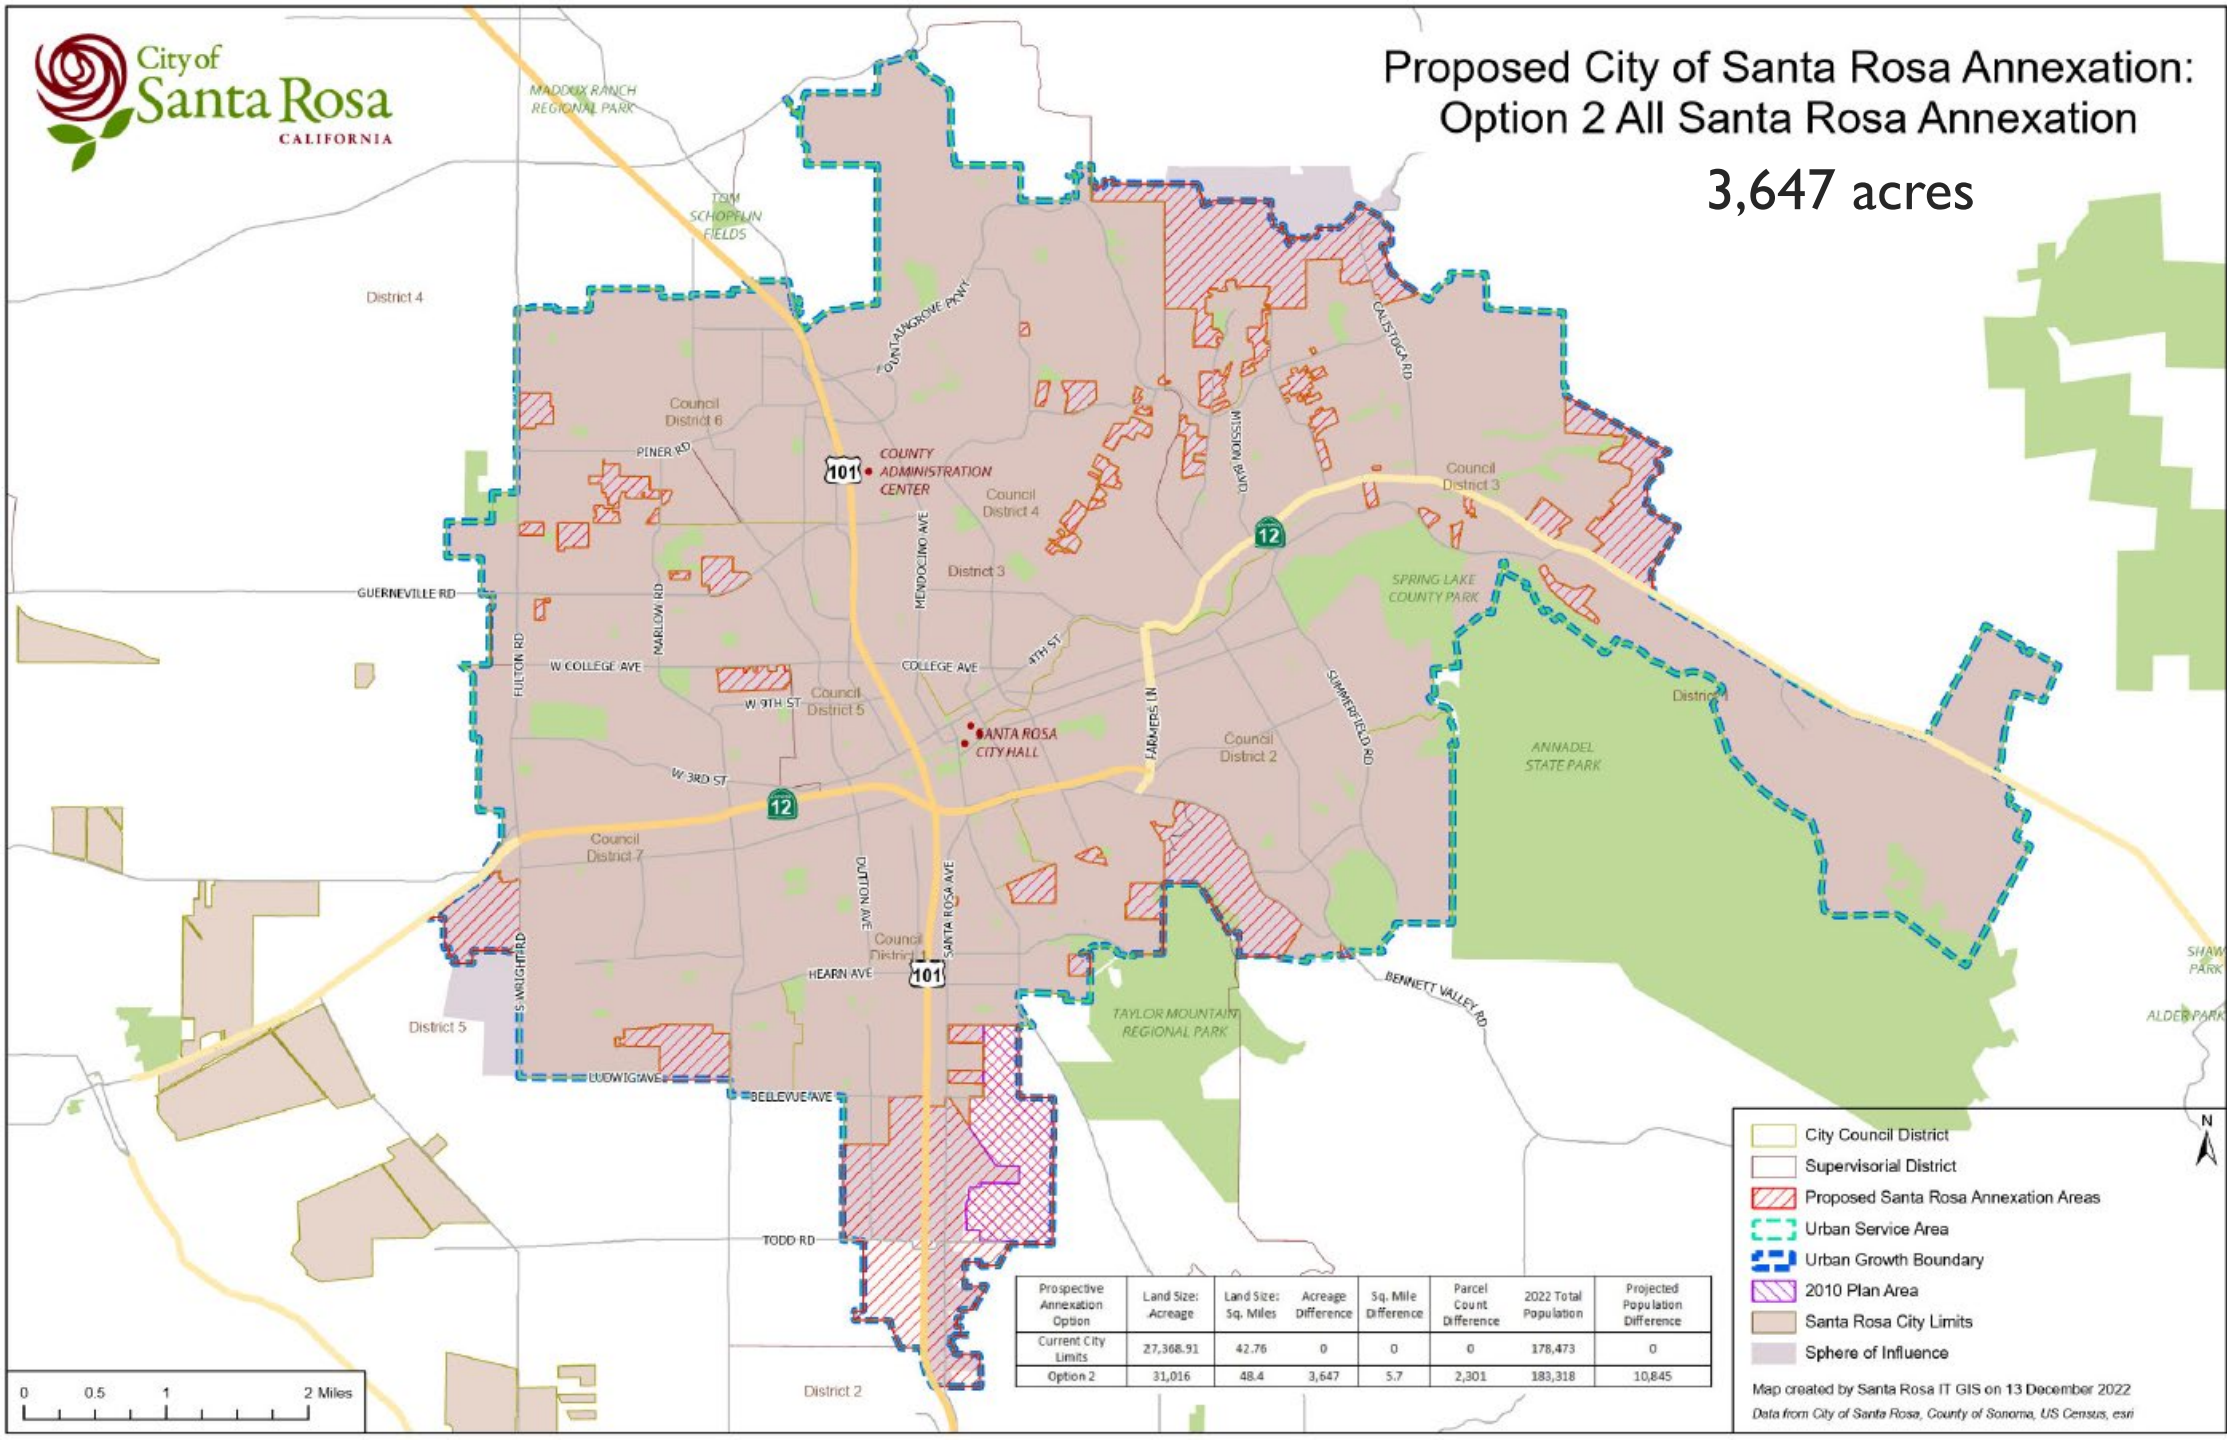 City of
Santa Rosa
CALIFORNIA
Proposed City of Santa Rosa Annexation:
Option 2 All Santa Rosa Annexation
3,647 acres
MADDUX RANCH
REGIONAL PARK
TOM
SCHOPFLIN
FIELDS
District 4
FOUNTAINGROVE PKWY
CALISTOGA RD
Council
District 6
PINER RD
101
COUNTY
ADMINISTRATION
CENTER
MISSION BLVD
Council
District 3
Council
District 4
12
MENDOCINO AVE
District 3
SPRING LAKE
COUNTY PARK
GUERNEVILLE RD
MARLOW RD
FULTON RD
W COLLEGE AVE
COLLEGE AVE
4TH ST
SUMMERFIELD RD
FARMERS LN
District 1
Council
District 5
W 9TH ST
SANTA ROSA
CITY HALL
Council
District 2
ANNADEL
STATE PARK
W 3RD ST
12
Council
District 7
DUTTON AVE
SANTA ROSA AVE
Council
District 1
HEARN AVE
101
S WRIGHT RD
BENNETT VALLEY RD
SHAW
PARK
ALDER PARK
TAYLOR MOUNTAIN
REGIONAL PARK
District 5
LUDWIG AVE
BELLEVUE AVE
TODD RD
District 2
Prospective Annexation Option Land Size: Acreage Land Size: Sq. Miles Acreage Difference Sq. Mile Difference Parcel Count Difference 2022 Total Population Projected Population Difference
Current City Limits 27,368.91 42.76 0 0 0 178,473 0
Option 2 31,016 48.4 3,647 5.7 2,301 183,318 10,845
N
City Council District
Supervisorial District
Proposed Santa Rosa Annexation Areas
Urban Service Area
Urban Growth Boundary
2010 Plan Area
Santa Rosa City Limits
Sphere of Influence
Map created by Santa Rosa IT GIS on 13 December 2022
Data from City of Santa Rosa, County of Sonoma, US Census, esri
0 0.5 1 2 Miles